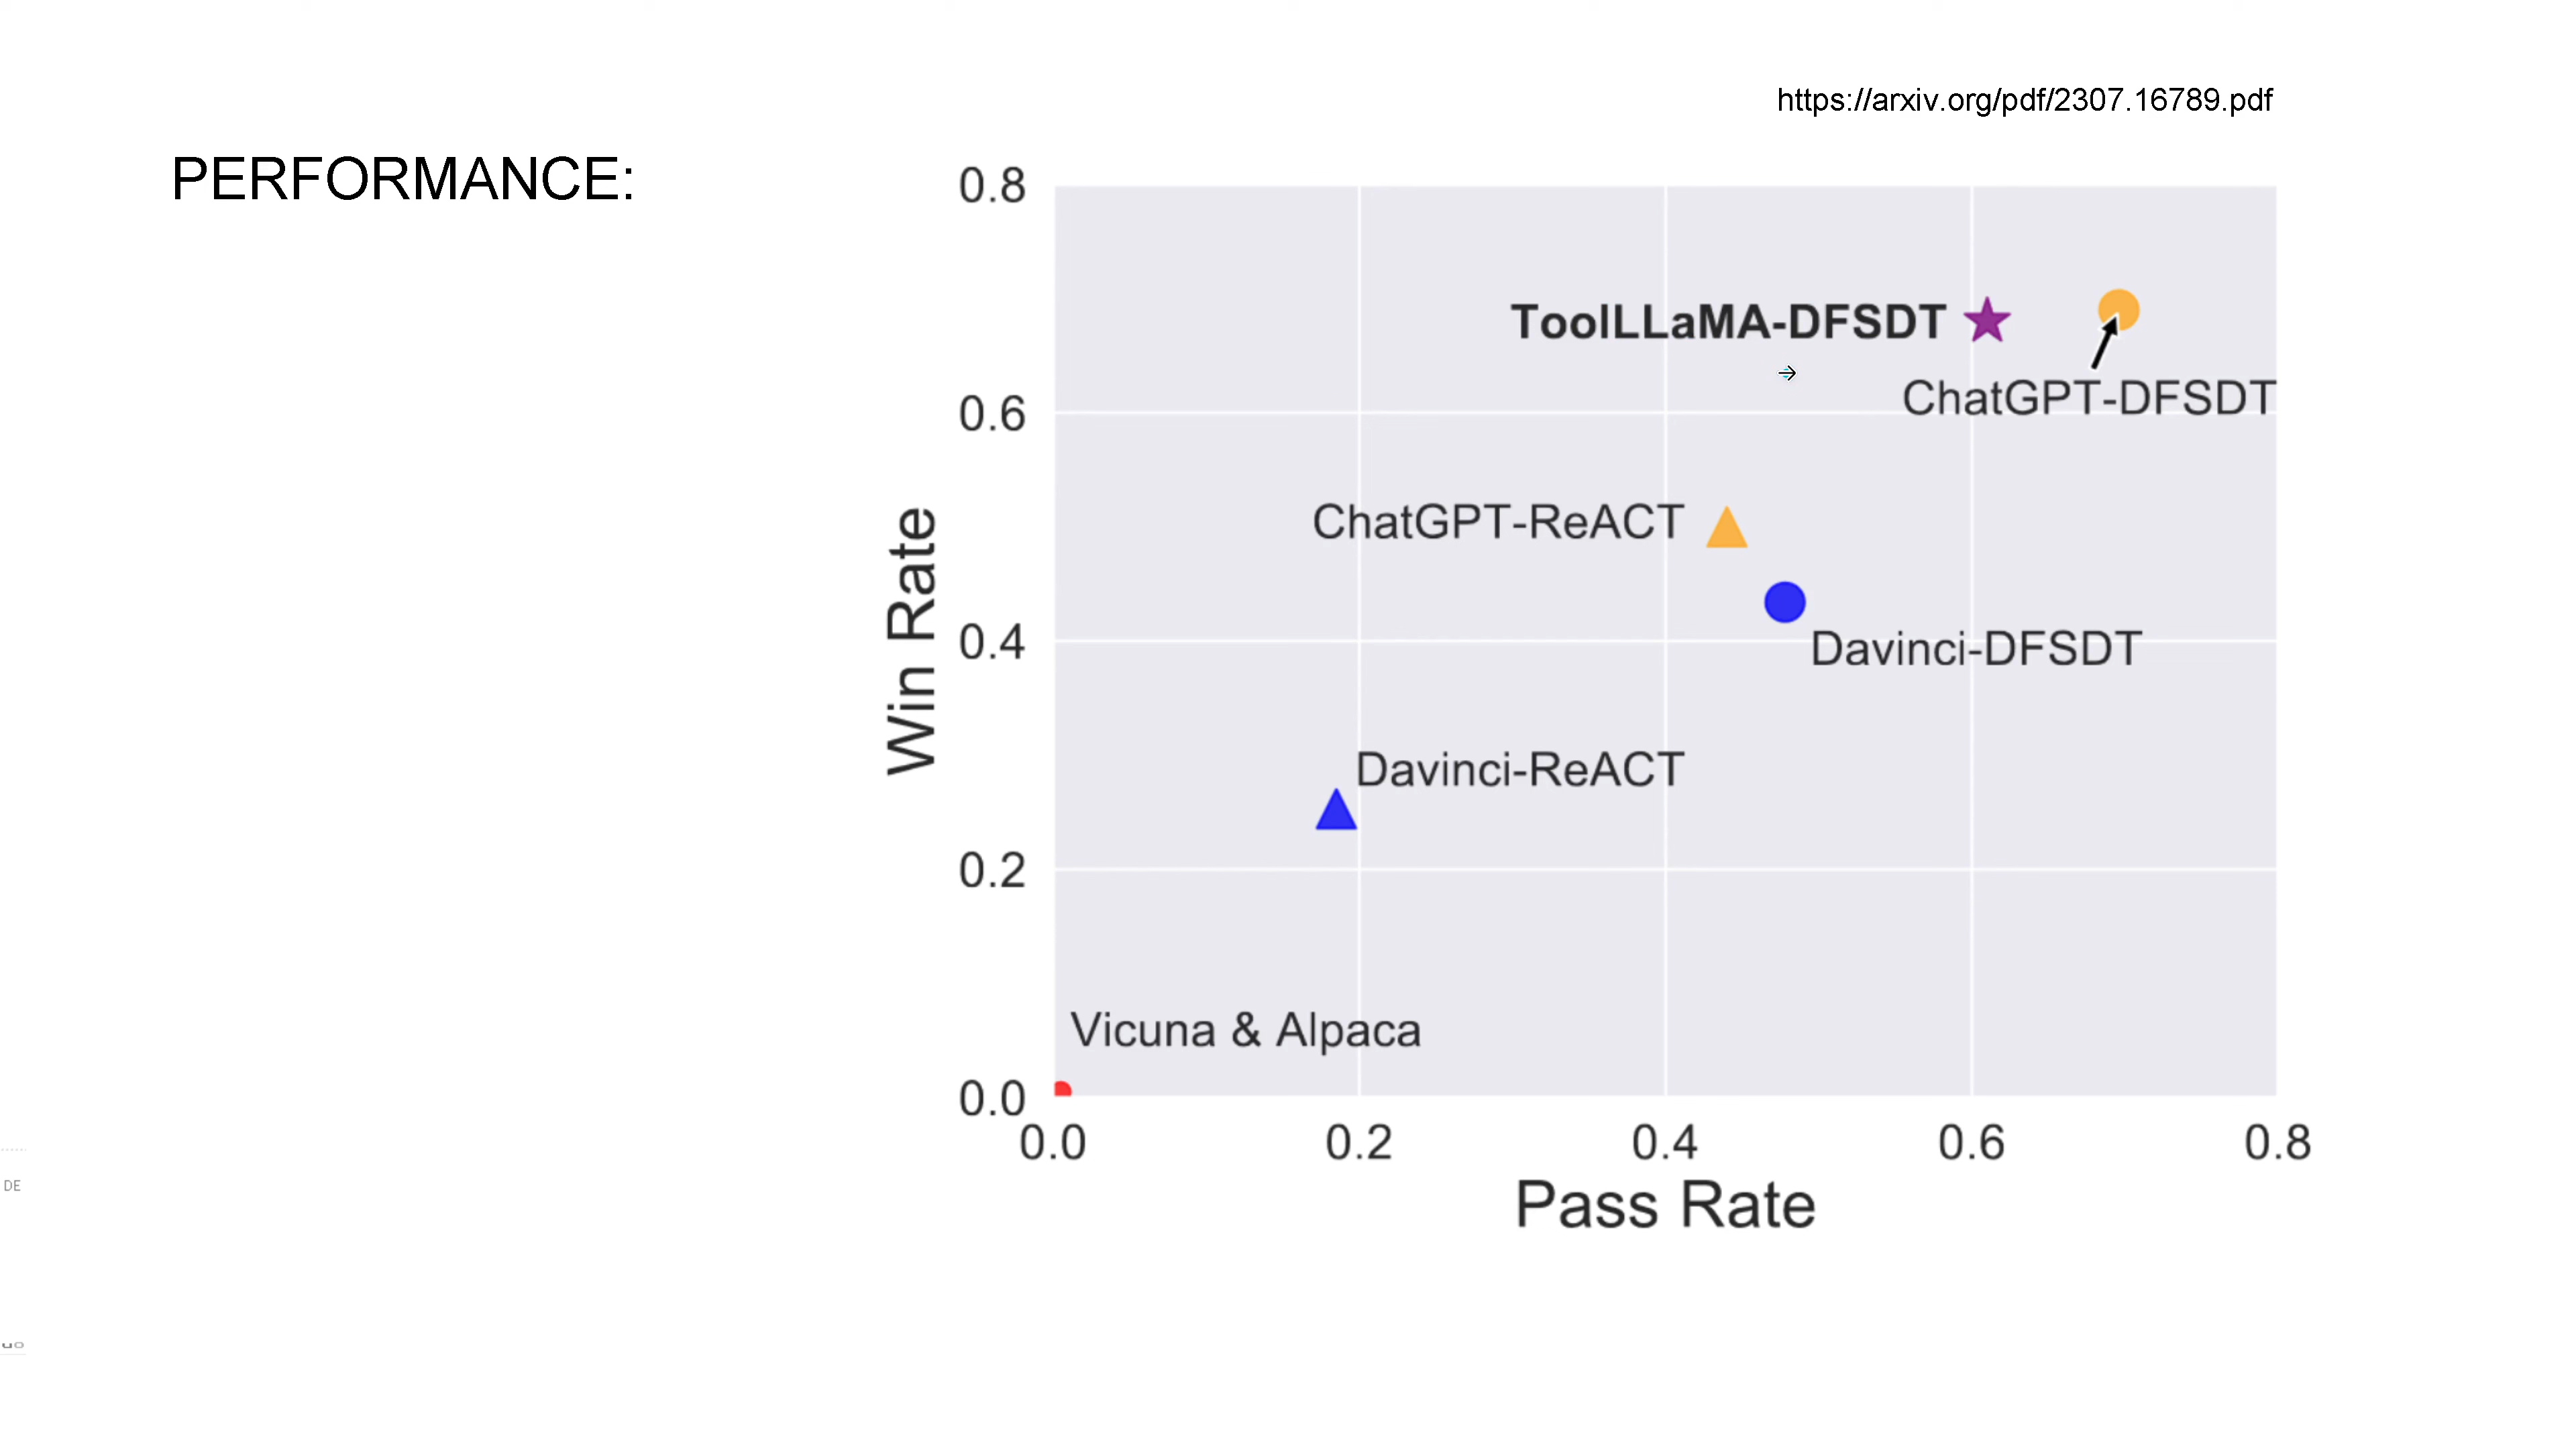 https://arxiv.org/pdf/2307.16789.pdf
PERFORMANCE:
0.8
ToolLLaMA-DFSDT
ChatGPT-DFSDT
0.6
ChatGPT-ReACT
Win Rate
0.4
Davinci-DFSDT
Davinci-ReACT
0.2
Vicuna & Alpaca
0.0
0.0 0.2 0.4 0.6 0.8
Pass Rate
DE